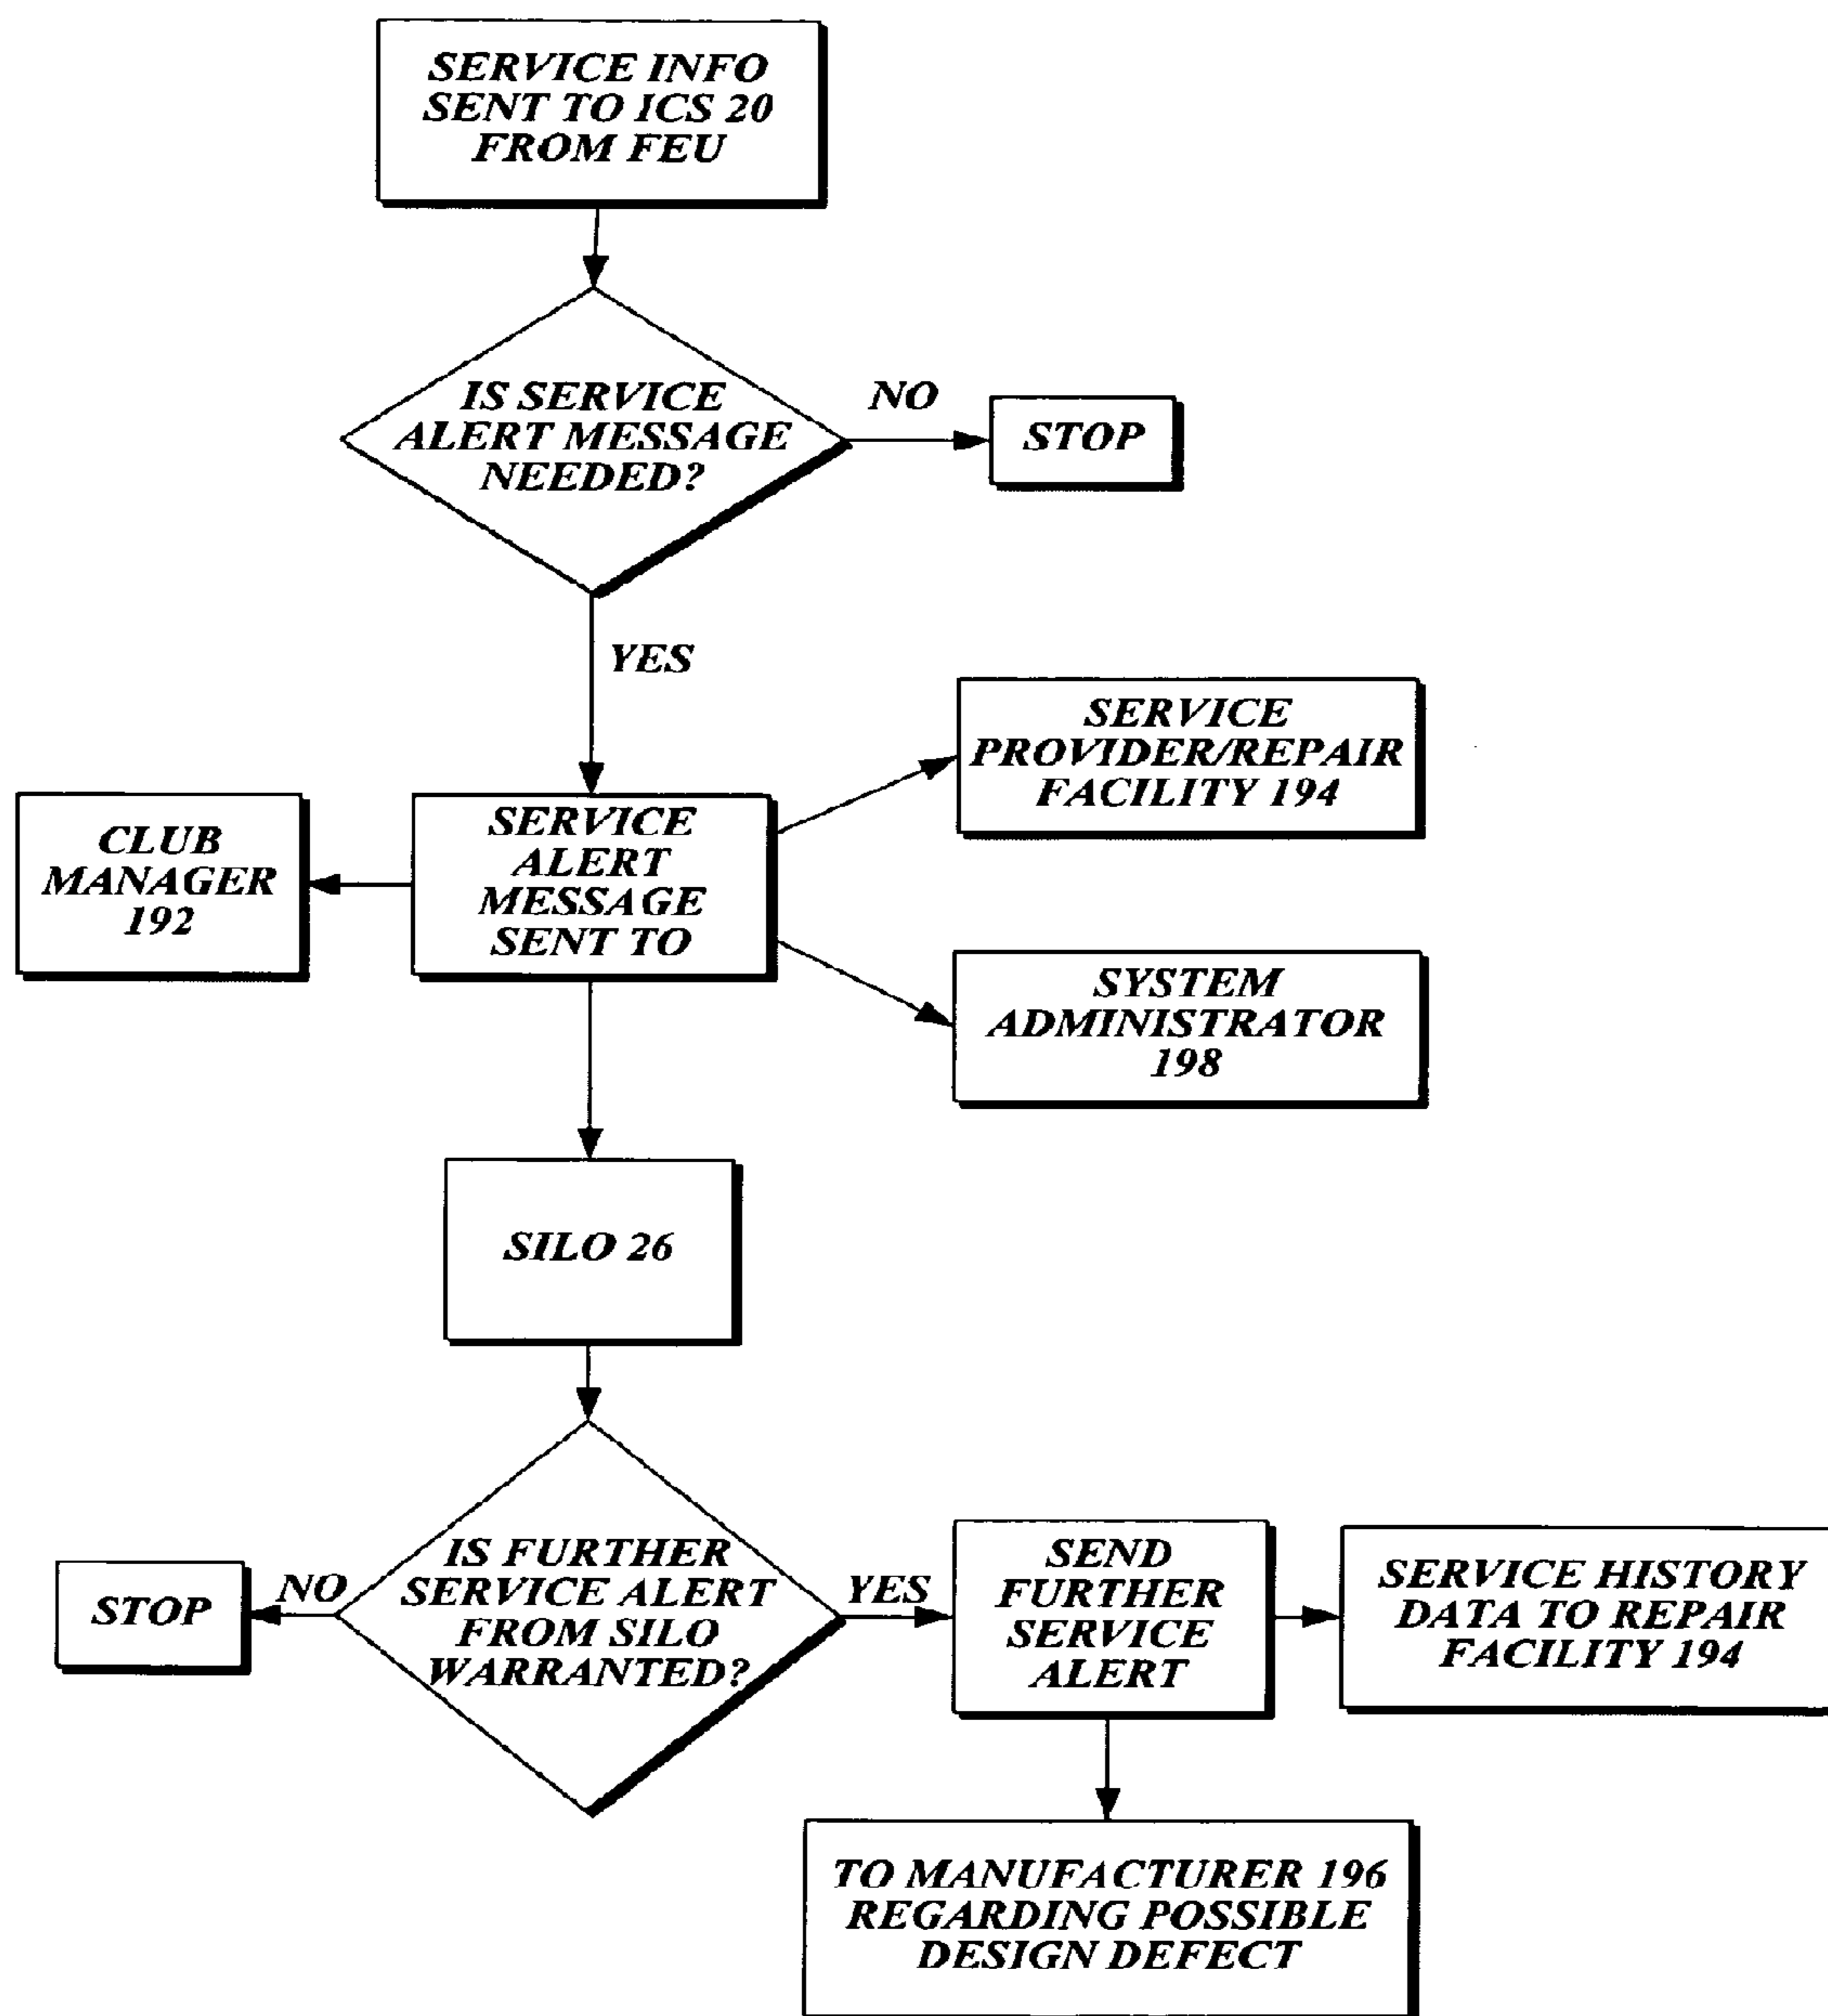 SERVICE INFO
SENT TO ICS 20
FROM FEU
IS SERVICE
ALERT MESSAGE
NEEDED?
NO
STOP
YES
SERVICE
PROVIDER/REPAIR
FACILITY 194
CLUB
MANAGER
192
SERVICE
ALERT
MESSAGE
SENT TO
SYSTEM
ADMINISTRATOR
198
SILO 26
IS FURTHER
SERVICE ALERT
FROM SILO
WARRANTED?
NO
STOP
YES
SEND
FURTHER
SERVICE
ALERT
SERVICE HISTORY
DATA TO REPAIR
FACILITY 194
TO MANUFACTURER 196
REGARDING POSSIBLE
DESIGN DEFECT